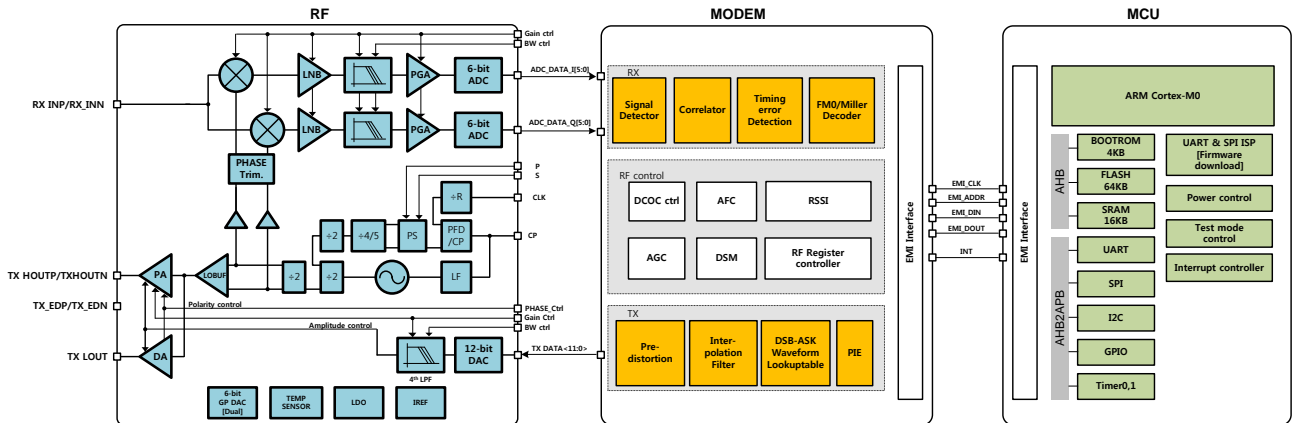 RF
MODEM
MCU
Gain ctrl
BW ctrl
LNB
PGA
6-bit
ADC
ADC_DATA_I[5:0]
RX INP/RX_INN
LNB
PGA
6-bit
ADC
ADC_DATA_Q[5:0]
PHASE
Trim.
P
S
÷R
CLK
÷2
÷4/5
PS
PFD
/CP
CP
TX HOUTP/TXHOUTN
PA
LOBUF
÷2
÷2
LF
TX_EDP/TX_EDN
Polarity control
PHASE_Ctrl
Gain Ctrl
Amplitude control
BW ctrl
TX LOUT
DA
12-bit
DAC
TX DATA<11:0>
4th LPF
6-bit
GP DAC
[Dual]
TEMP
SENSOR
LDO
IREF
RX
Signal
Detector
Correlator
Timing
error
Detection
FM0/Miller
Decoder
RF control
DCOC ctrl
AFC
RSSI
AGC
DSM
RF Register
controller
TX
Pre-
distortion
Inter-
polation
Filter
DSB-ASK
Waveform
Lookuptable
PIE
EMI Interface
EMI_CLK
EMI_ADDR
EMI_DIN
EMI_DOUT
INT
EMI Interface
ARM Cortex-M0
AHB
BOOTROM
4KB
FLASH
64KB
SRAM
16KB
UART & SPI ISP
[Firmware
download]
Power control
Test mode
control
Interrupt controller
AHB2APB
UART
SPI
I2C
GPIO
Timer0,1